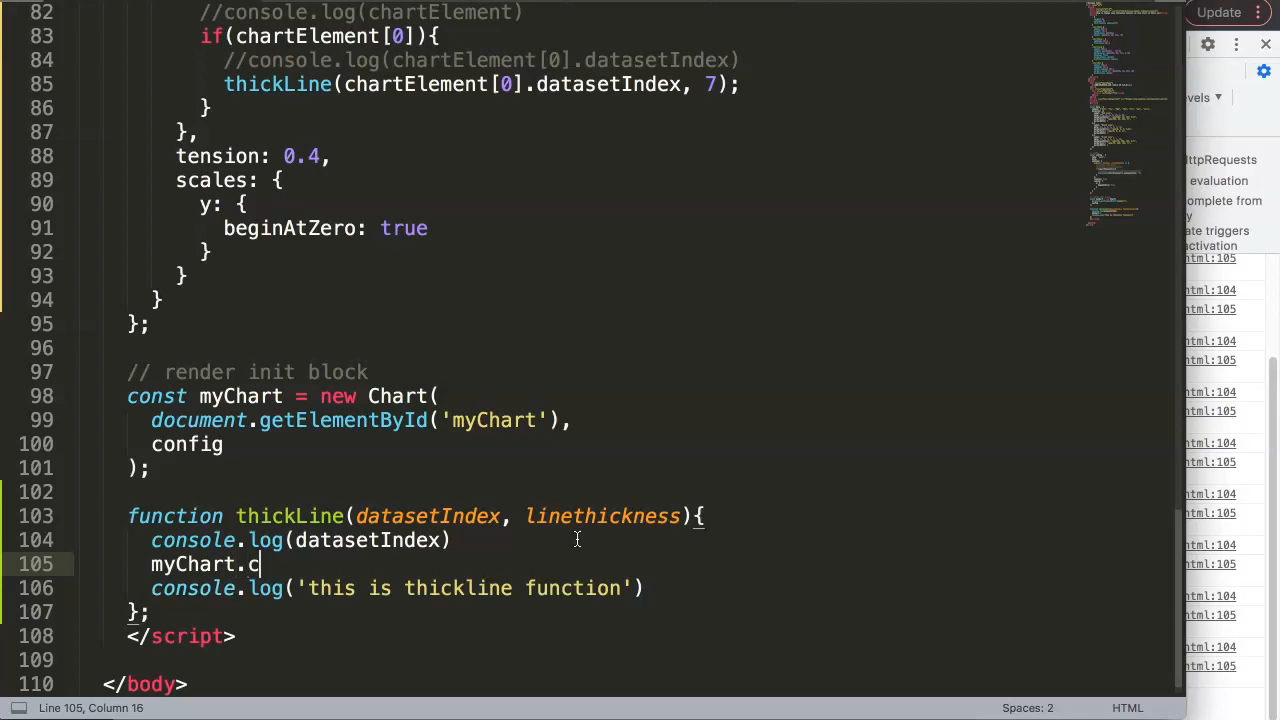 82 //console.log(chartElement)
83 if(chartElement[0]){
84 //console.log(chartElement[0].datasetIndex)
85 thickLine(chartElement[0].datasetIndex, 7);
86 }
87 },
88 tension: 0.4,
89 scales: {
90 y: {
91 beginAtZero: true
92 }
93 }
94 }
95 };
96
97 // render init block
98 const myChart = new Chart(
99 document.getElementById('myChart'),
100 config
101 );
102
103 function thickLine(datasetIndex, linethickness){
104 console.log(datasetIndex)
105 myChart.c
106 console.log('this is thickline function')
107 };
108 </script>
109
110 </body>
Line 105, Column 16 Spaces: 2 HTML
Update
evels
ttpRequests
evaluation
complete from
y
ate triggers
activation
html:105
html:104
html:105
html:104
html:105
html:104
html:105
html:104
html:105
html:104
html:105
html:104
html:105
html:104
html:105
html:104
html:105